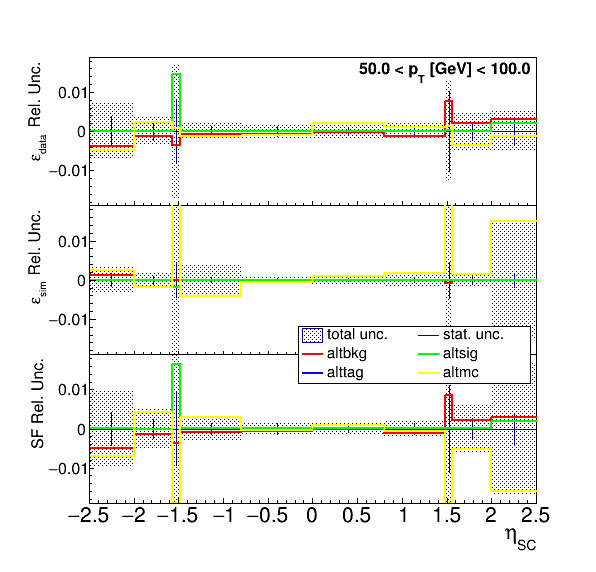 50.0 < p_T [GeV] < 100.0
ε_data Rel. Unc.
0.01
0
−0.01
ε_sim Rel. Unc.
0.01
0
−0.01
total unc. stat. unc.
altbkg altsig
alttag altmc
SF Rel. Unc.
0.01
0
−0.01
−2.5 −2 −1.5 −1 −0.5 0 0.5 1 1.5 2 2.5
η_SC